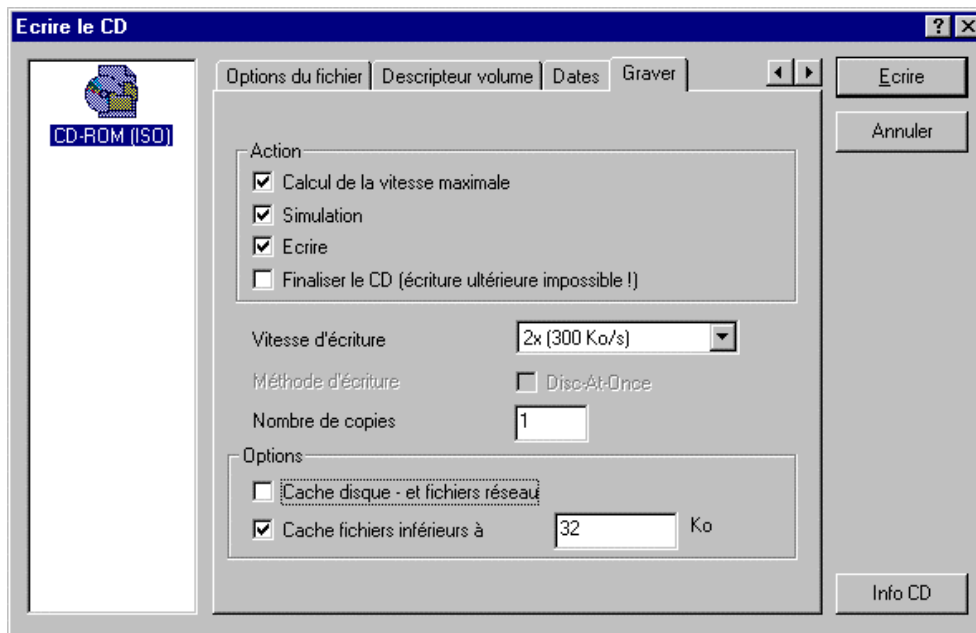 Ecrire le CD
CD-ROM (ISO)
Options du fichier Descripteur volume Dates Graver
Ecrire
Annuler
Action
Calcul de la vitesse maximale
Simulation
Ecrire
Finaliser le CD (écriture ultérieure impossible !)
Vitesse d'écriture 2x (300 Ko/s)
Méthode d'écriture Disc-At-Once
Nombre de copies 1
Options
Cache disque - et fichiers réseau
Cache fichiers inférieurs à 32 Ko
Info CD